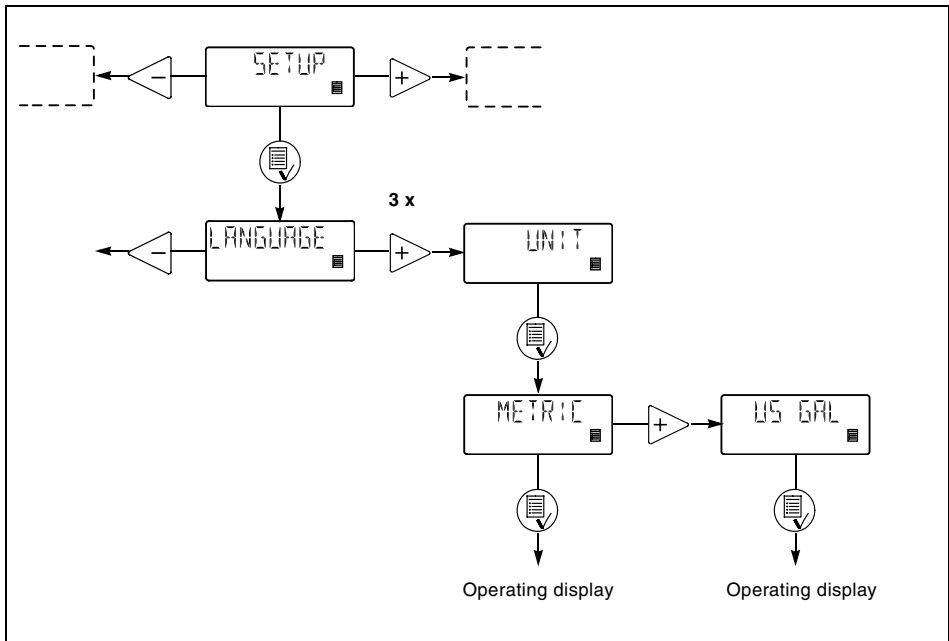 SETUP
3 x
LANGUAGE
UNIT
METRIC
US GAL
Operating display
Operating display